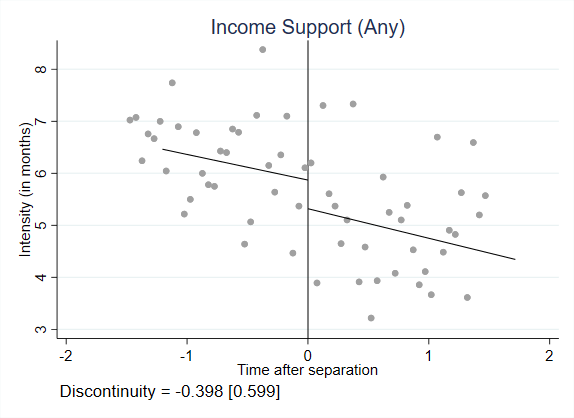 Income Support (Any)
Intensity (in months)
8
7
6
5
4
3
-2 -1 0 1 2
Time after separation
Discontinuity = -0.398 [0.599]